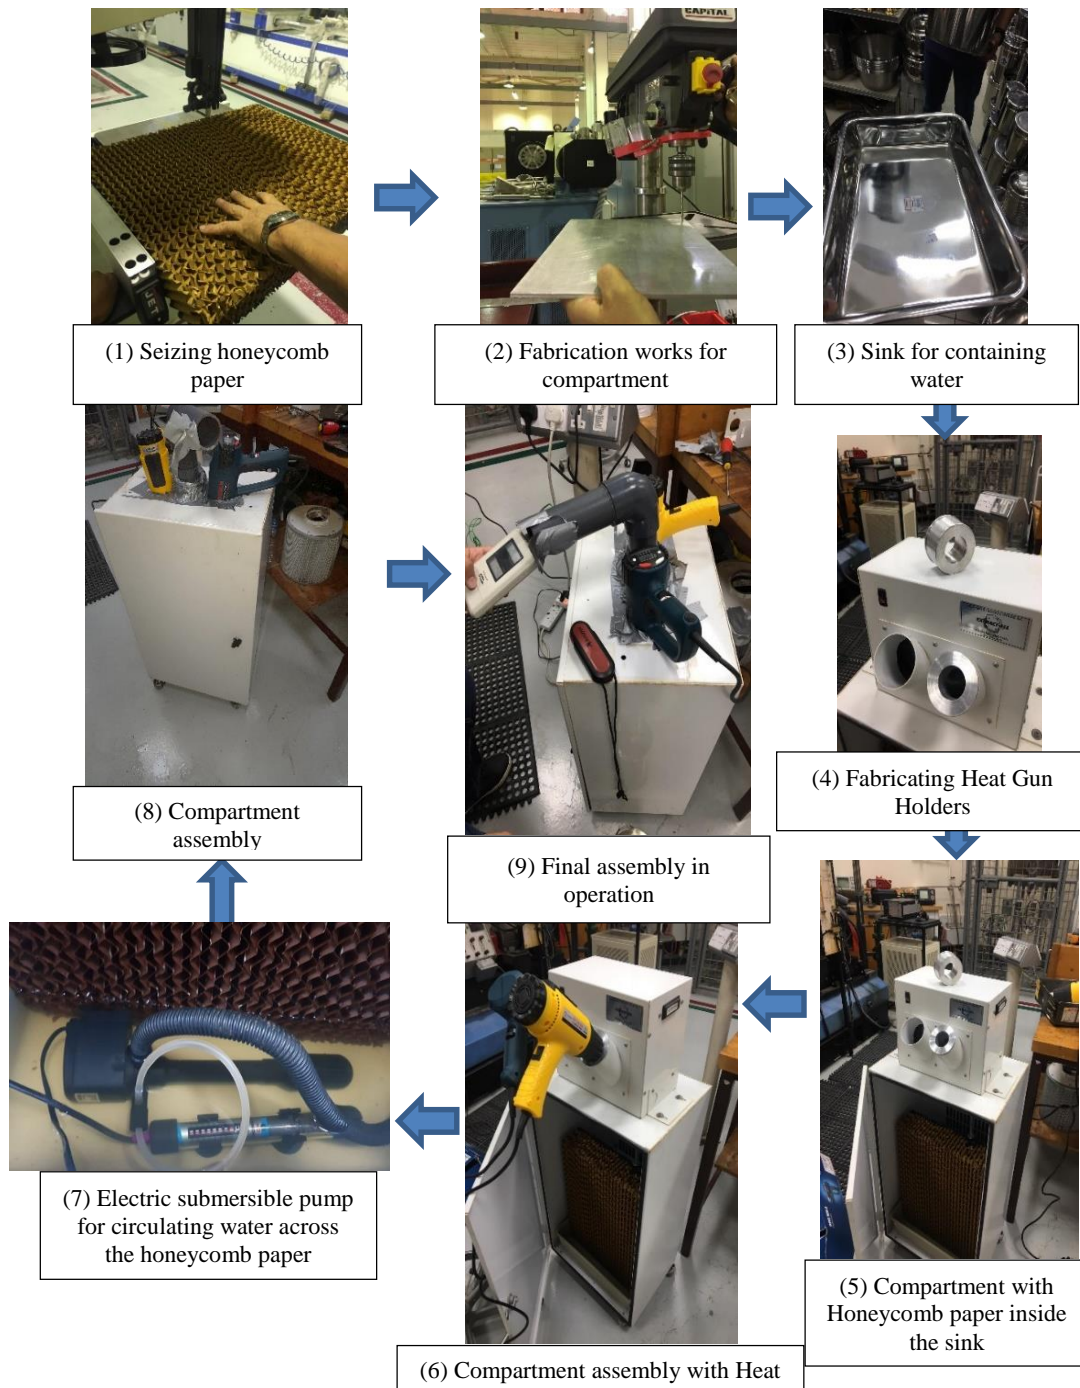 CAPITAL
(1) Seizing honeycomb
paper
(2) Fabrication works for
compartment
(3) Sink for containing
water
(4) Fabricating Heat Gun
Holders
(5) Compartment with
Honeycomb paper inside
the sink
(6) Compartment assembly with Heat
(7) Electric submersible pump
for circulating water across
the honeycomb paper
(8) Compartment
assembly
(9) Final assembly in
operation